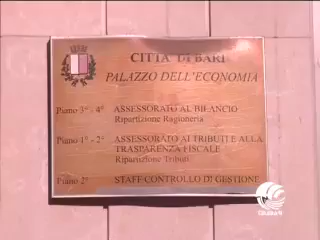 CITTÀ DI BARI
PALAZZO DELL'ECONOMIA
Piano 3° - 4° ASSESSORATO AL BILANCIO
Ripartizione Ragioneria
Piano 1° - 2° ASSESSORATO AI TRIBUTI E ALLA
TRASPARENZA FISCALE
Ripartizione Tributi
Piano 2° STAFF CONTROLLO DI GESTIONE